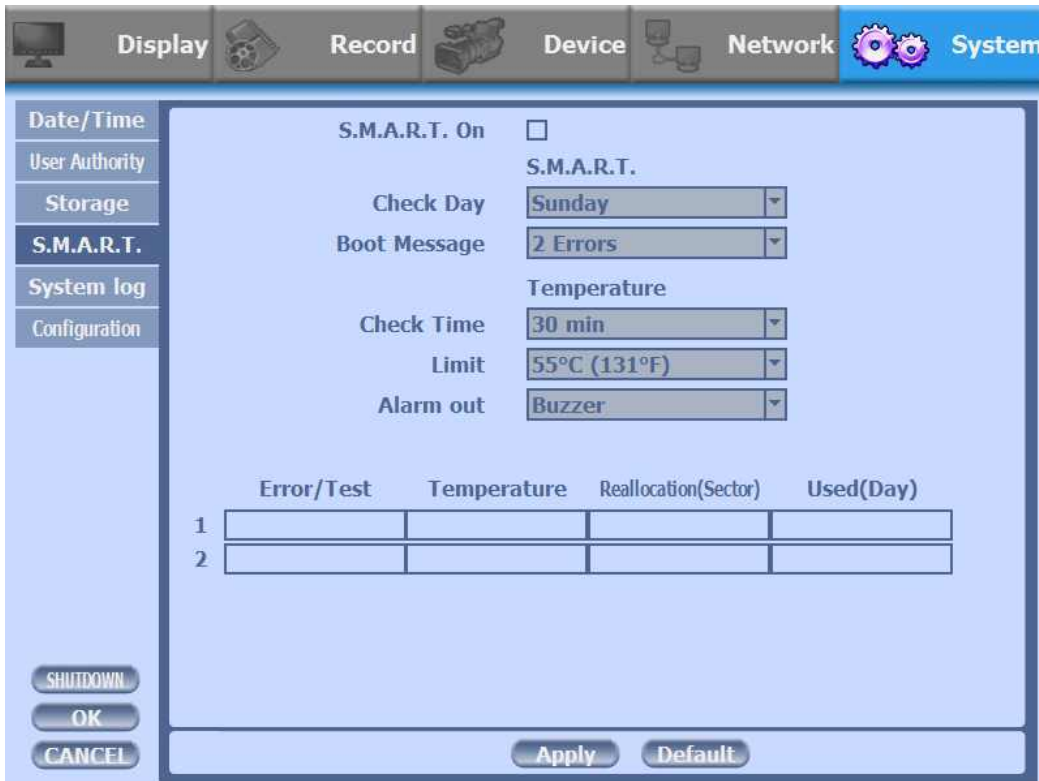 Display Record Device Network System
Date/Time
User Authority
Storage
S.M.A.R.T.
System log
Configuration
S.M.A.R.T. On
S.M.A.R.T.
Check Day Sunday
Boot Message 2 Errors
Temperature
Check Time 30 min
Limit 55°C (131°F)
Alarm out Buzzer
Error/Test Temperature Reallocation(Sector) Used(Day)
1
2
SHUTDOWN
OK
CANCEL
Apply Default